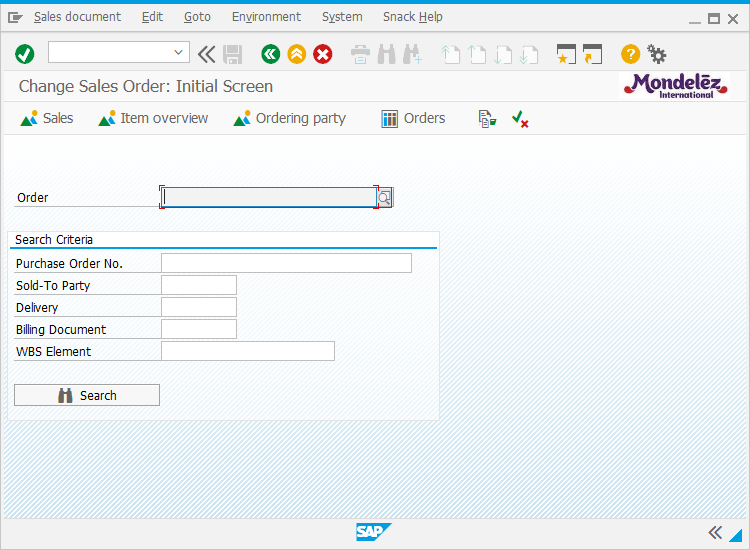 Sales document Edit Goto Environment System Snack Help
Change Sales Order: Initial Screen
Mondelēz
International
Sales Item overview Ordering party Orders
Order
Search Criteria
Purchase Order No.
Sold-To Party
Delivery
Billing Document
WBS Element
Search
SAP